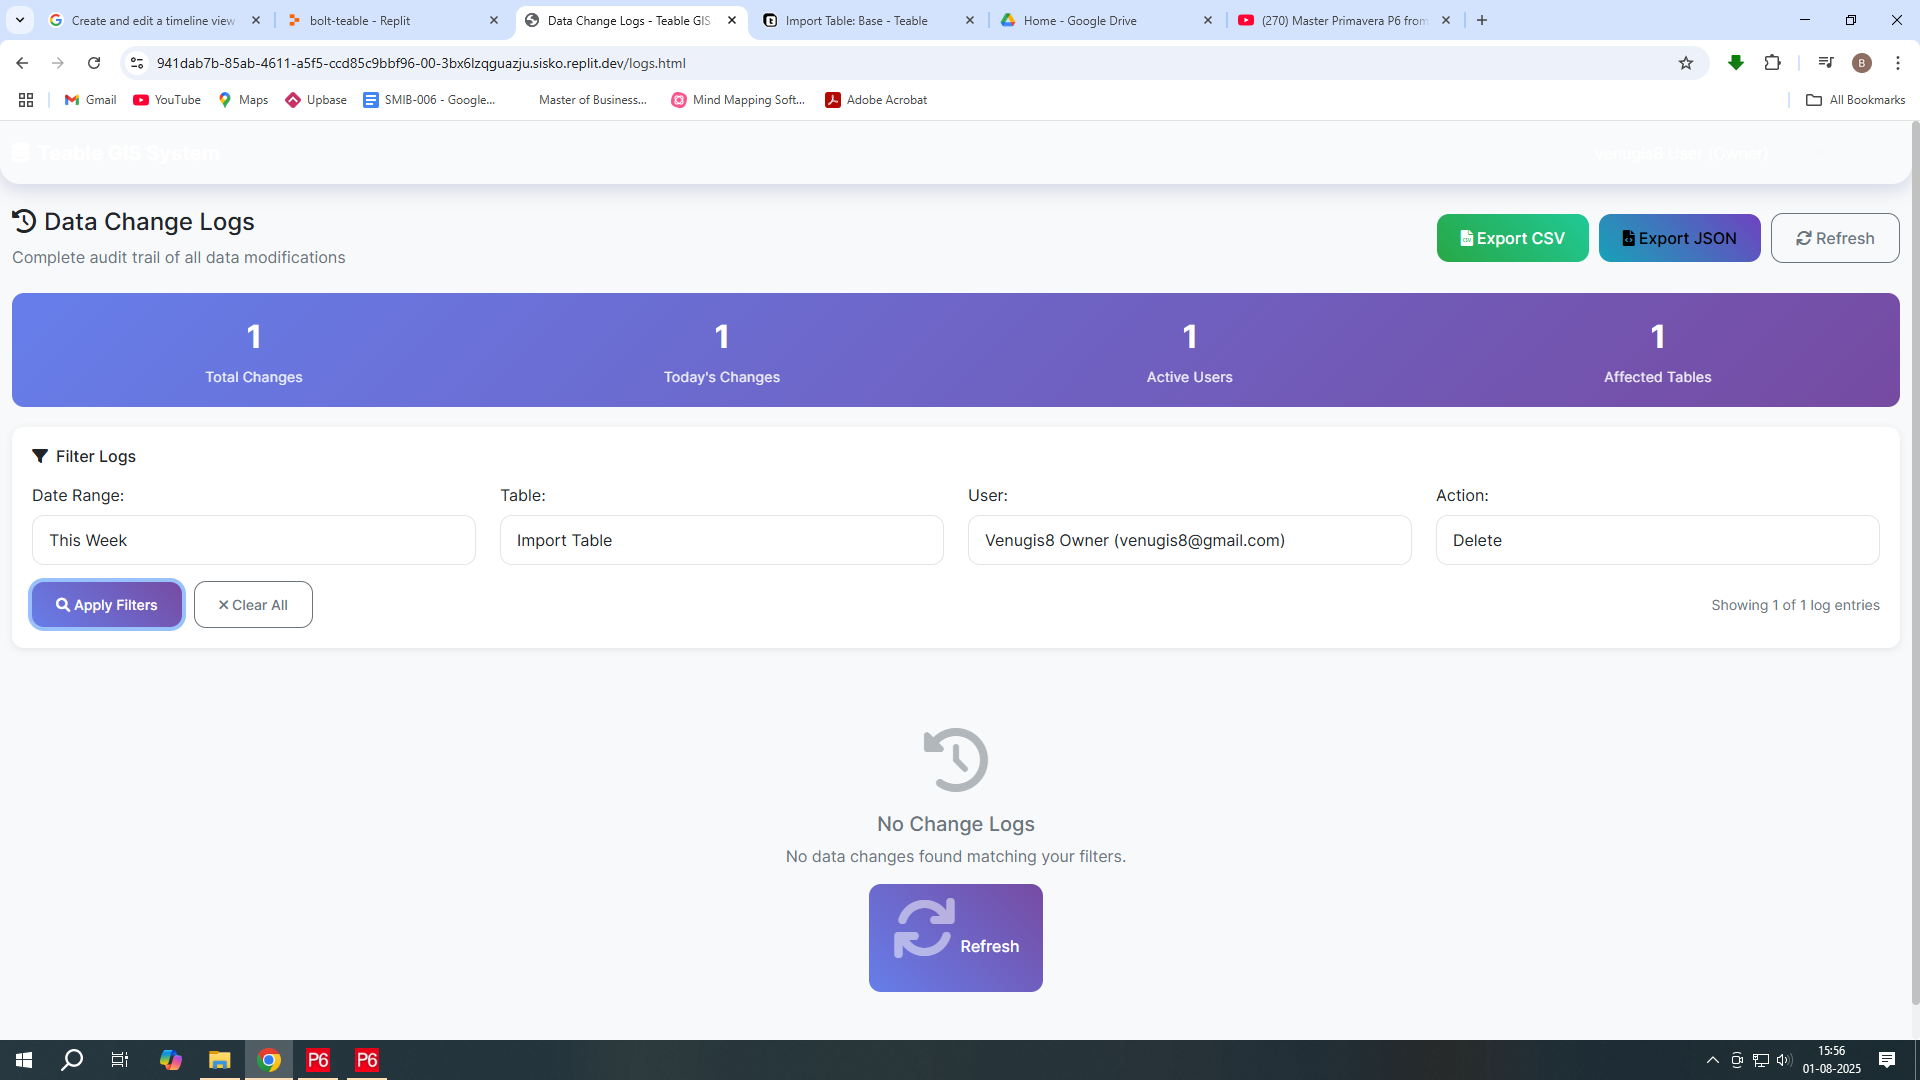 Create and edit a timeline view
bolt-teable - Replit
Data Change Logs - Teable GIS
Import Table: Base - Teable
Home - Google Drive
(270) Master Primavera P6 from
941dab7b-85ab-4611-a5f5-ccd85c9bbf96-00-3bx6lzqguazju.sisko.replit.dev/logs.html
B
Gmail
YouTube
Maps
Upbase
SMIB-006 - Google...
Master of Business...
Mind Mapping Soft...
Adobe Acrobat
All Bookmarks
Teable GIS System
venugis8 User (Owner)
Data Change Logs
Complete audit trail of all data modifications
Export CSV
Export JSON
Refresh
1
Total Changes
1
Today's Changes
1
Active Users
1
Affected Tables
Filter Logs
Date Range:
Table:
User:
Action:
This Week
Import Table
Venugis8 Owner (venugis8@gmail.com)
Delete
Apply Filters
Clear All
Showing 1 of 1 log entries
No Change Logs
No data changes found matching your filters.
Refresh
P6
P6
15:56
01-08-2025